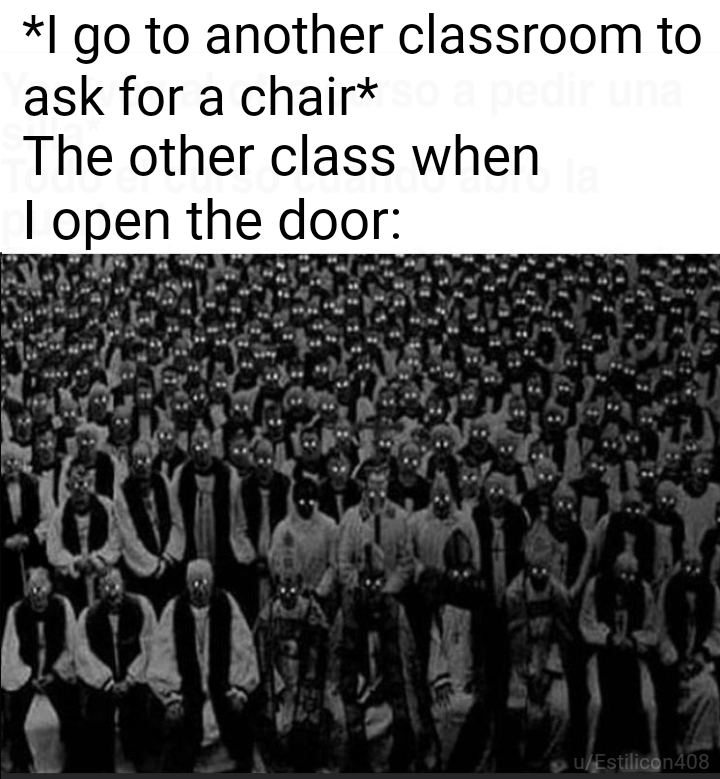 *I go to another classroom to
ask for a chair*
The other class when
I open the door:
u/Estilicon408